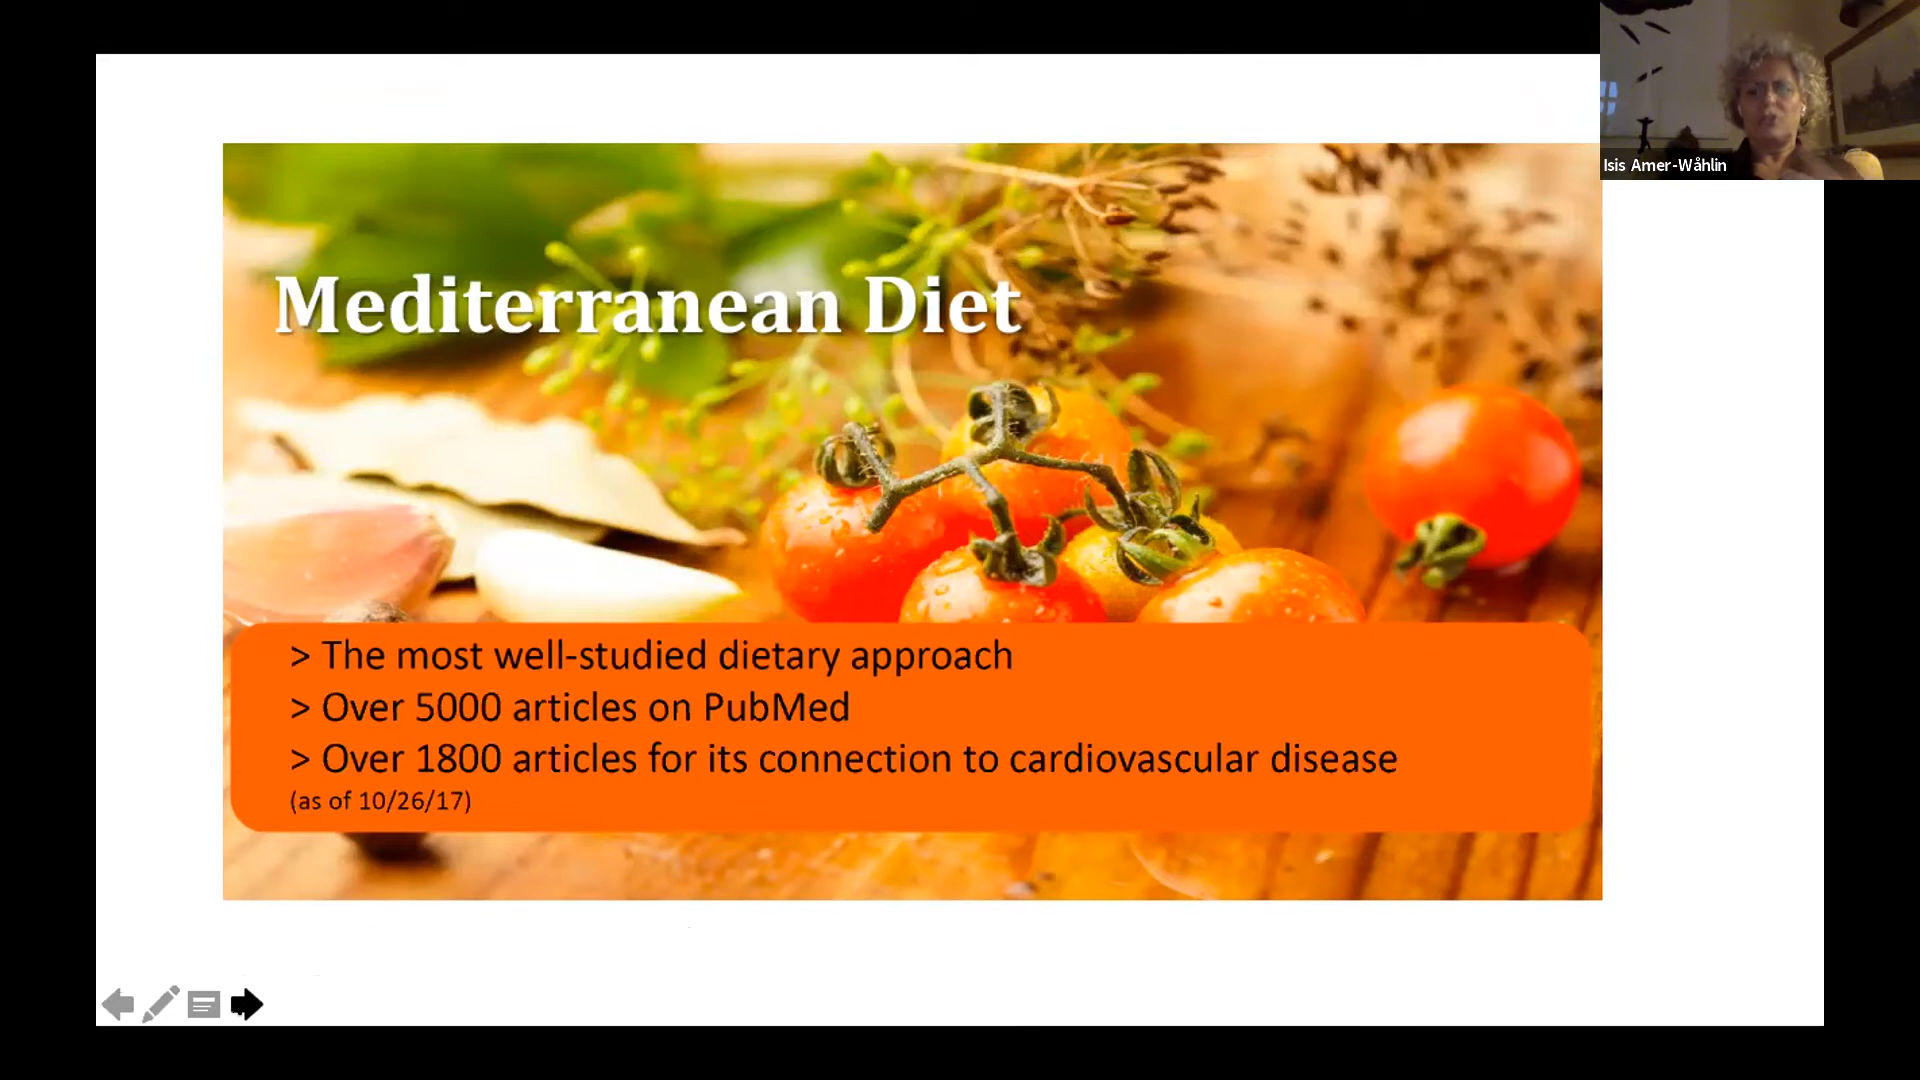 Isis Amer-Wåhlin
Mediterranean Diet
> The most well-studied dietary approach
> Over 5000 articles on PubMed
> Over 1800 articles for its connection to cardiovascular disease
(as of 10/26/17)